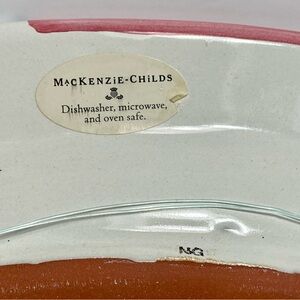 MACKENZIE-CHILDS
Dishwasher, microwave,
and oven safe.
NG